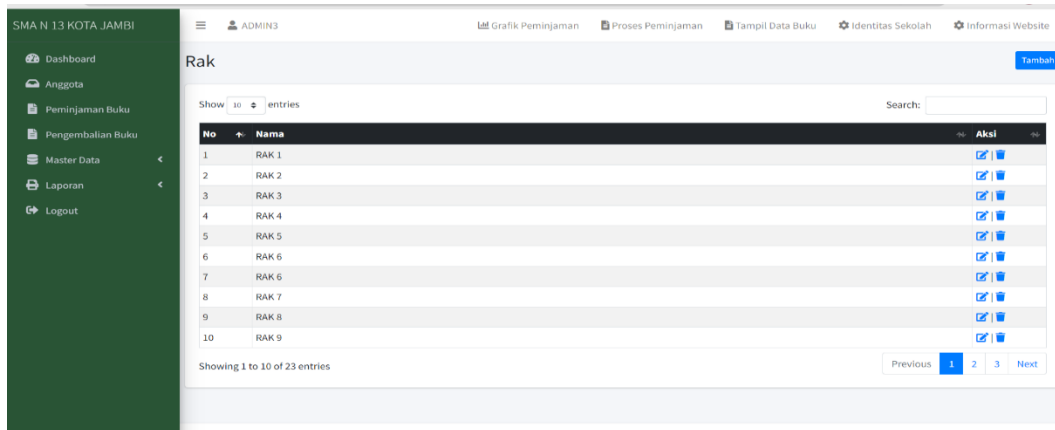 SMA N 13 KOTA JAMBI
ADMIN3 Grafik Peminjaman Proses Peminjaman Tampil Data Buku Identitas Sekolah Informasi Website
Dashboard
Anggota
Peminjaman Buku
Pengembalian Buku
Master Data
Laporan
Logout
Rak
Tambah
Show 10 entries
Search:
No Nama Aksi
1 RAK 1
2 RAK 2
3 RAK 3
4 RAK 4
5 RAK 5
6 RAK 6
7 RAK 6
8 RAK 7
9 RAK 8
10 RAK 9
Showing 1 to 10 of 23 entries
Previous 1 2 3 Next